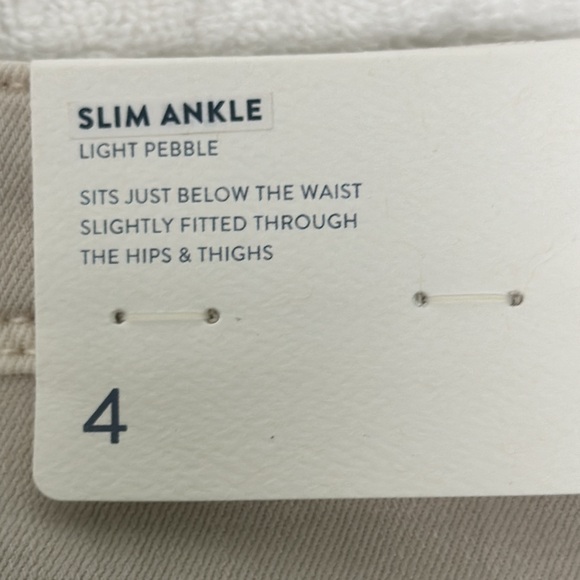 SLIM ANKLE
LIGHT PEBBLE
SITS JUST BELOW THE WAIST
SLIGHTLY FITTED THROUGH
THE HIPS & THIGHS
4